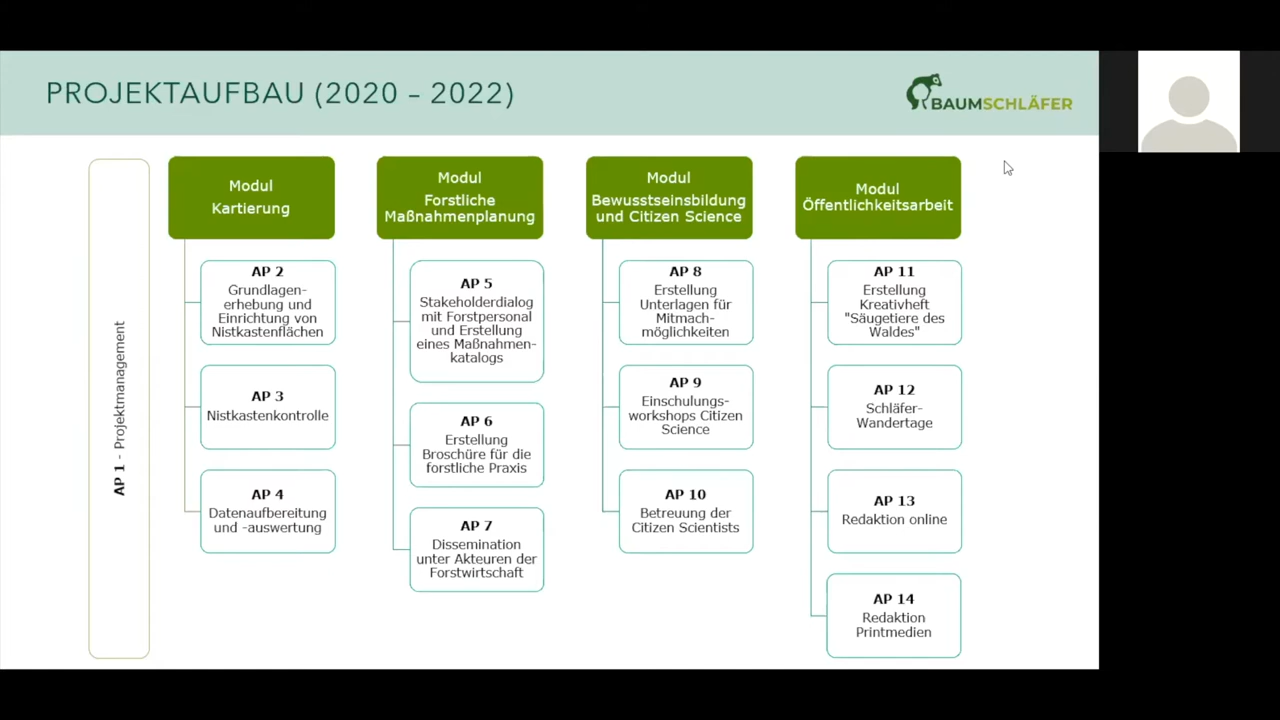 PROJEKTAUFBAU (2020 – 2022)
BAUMSCHLÄFER
AP 1 - Projektmanagement
Modul
Kartierung
AP 2
Grundlagen-
erhebung und
Einrichtung von
Nistkastenflächen
AP 3
Nistkastenkontrolle
AP 4
Datenaufbereitung
und -auswertung
Modul
Forstliche
Maßnahmenplanung
AP 5
Stakeholderdialog
mit Forstpersonal
und Erstellung
eines Maßnahmen-
katalogs
AP 6
Erstellung
Broschüre für die
forstliche Praxis
AP 7
Dissemination
unter Akteuren der
Forstwirtschaft
Modul
Bewusstseinsbildung
und Citizen Science
AP 8
Erstellung
Unterlagen für
Mitmach-
möglichkeiten
AP 9
Einschulungs-
workshops Citizen
Science
AP 10
Betreuung der
Citizen Scientists
Modul
Öffentlichkeitsarbeit
AP 11
Erstellung
Kreativheft
"Säugetiere des
Waldes"
AP 12
Schläfer-
Wandertage
AP 13
Redaktion online
AP 14
Redaktion
Printmedien